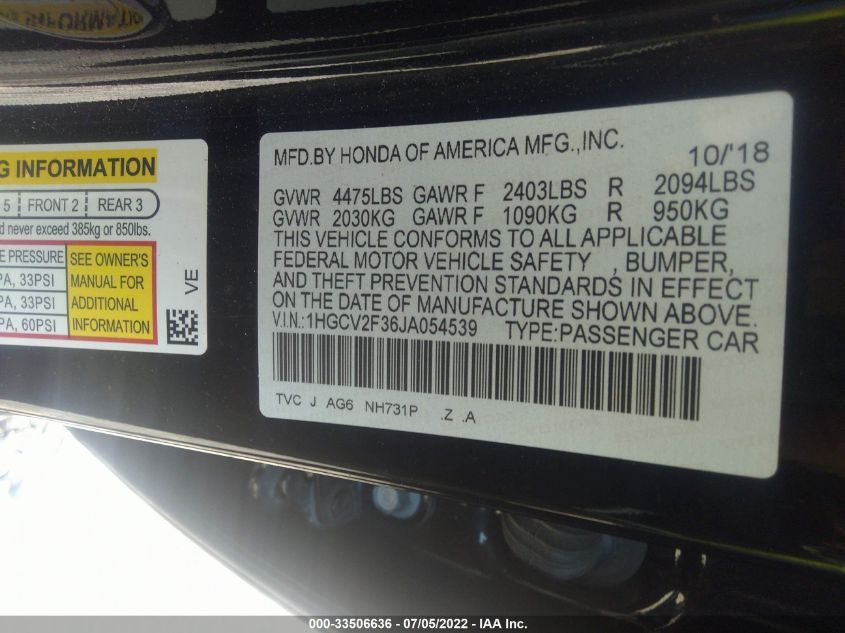 INFORMATIO
G INFORMATION
5 FRONT 2 REAR 3
d never exceed 385kg or 850lbs.
E PRESSURE SEE OWNER'S
PA, 33PSI MANUAL FOR
PA, 33PSI ADDITIONAL
PA, 60PSI INFORMATION
VE
MFD.BY HONDA OF AMERICA MFG.,INC. 10/'18
GVWR 4475LBS GAWR F 2403LBS R 2094LBS
GVWR 2030KG GAWR F 1090KG R 950KG
THIS VEHICLE CONFORMS TO ALL APPLICABLE
FEDERAL MOTOR VEHICLE SAFETY , BUMPER,
AND THEFT PREVENTION STANDARDS IN EFFECT
ON THE DATE OF MANUFACTURE SHOWN ABOVE.
V.I.N.:1HGCV2F36JA054539 TYPE:PASSENGER CAR
TVC J AG6 NH731P .Z .A
000-33506636 - 07/05/2022 - IAA Inc.